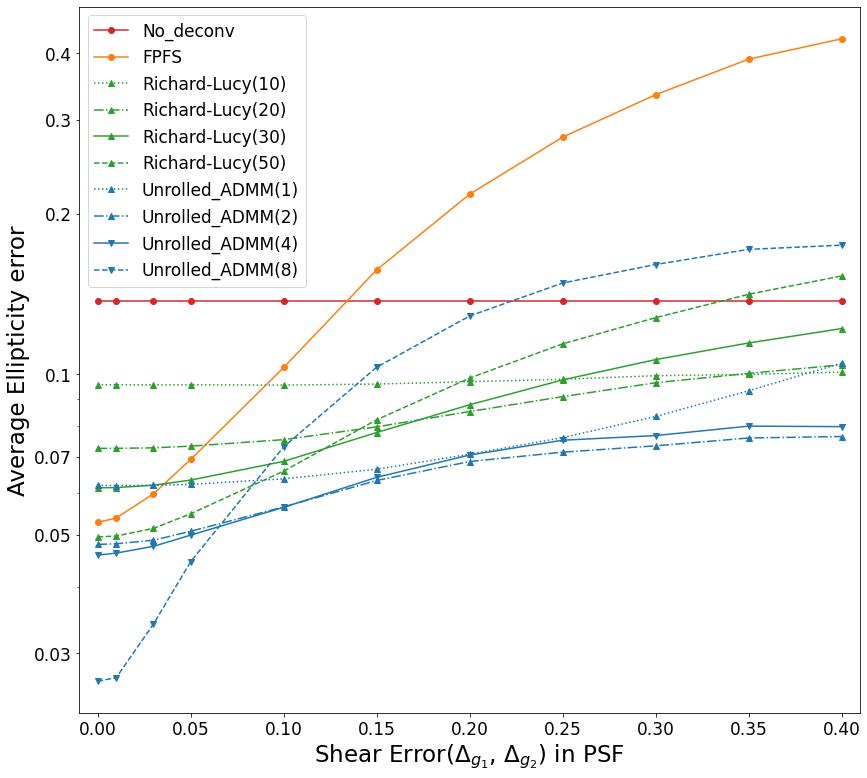 No_deconv
FPFS
Richard-Lucy(10)
Richard-Lucy(20)
Richard-Lucy(30)
Richard-Lucy(50)
Unrolled_ADMM(1)
Unrolled_ADMM(2)
Unrolled_ADMM(4)
Unrolled_ADMM(8)
Average Ellipticity error
0.4
0.3
0.2
0.1
0.07
0.05
0.03
0.00 0.05 0.10 0.15 0.20 0.25 0.30 0.35 0.40
Shear Error(Δg₁, Δg₂) in PSF